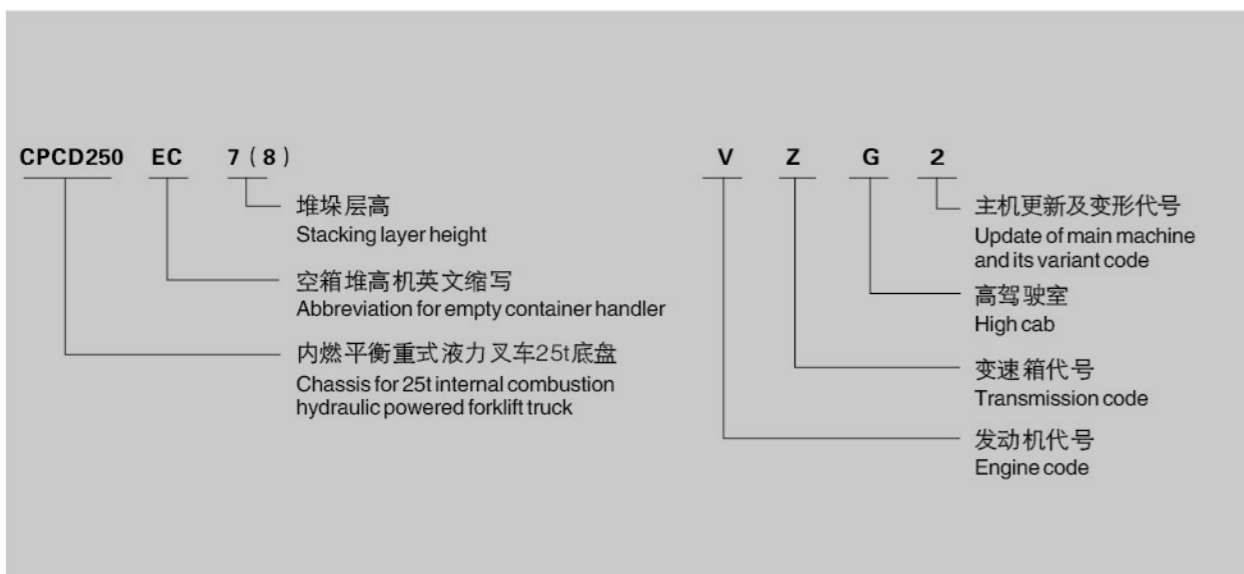 CPCD250 EC 7(8)
堆垛层高
Stacking layer height
空箱堆高机英文缩写
Abbreviation for empty container handler
内燃平衡重式液力叉车25t底盘
Chassis for 25t internal combustion
hydraulic powered forklift truck
V Z G 2
主机更新及变形代号
Update of main machine
and its variant code
高驾驶室
High cab
变速箱代号
Transmission code
发动机代号
Engine code